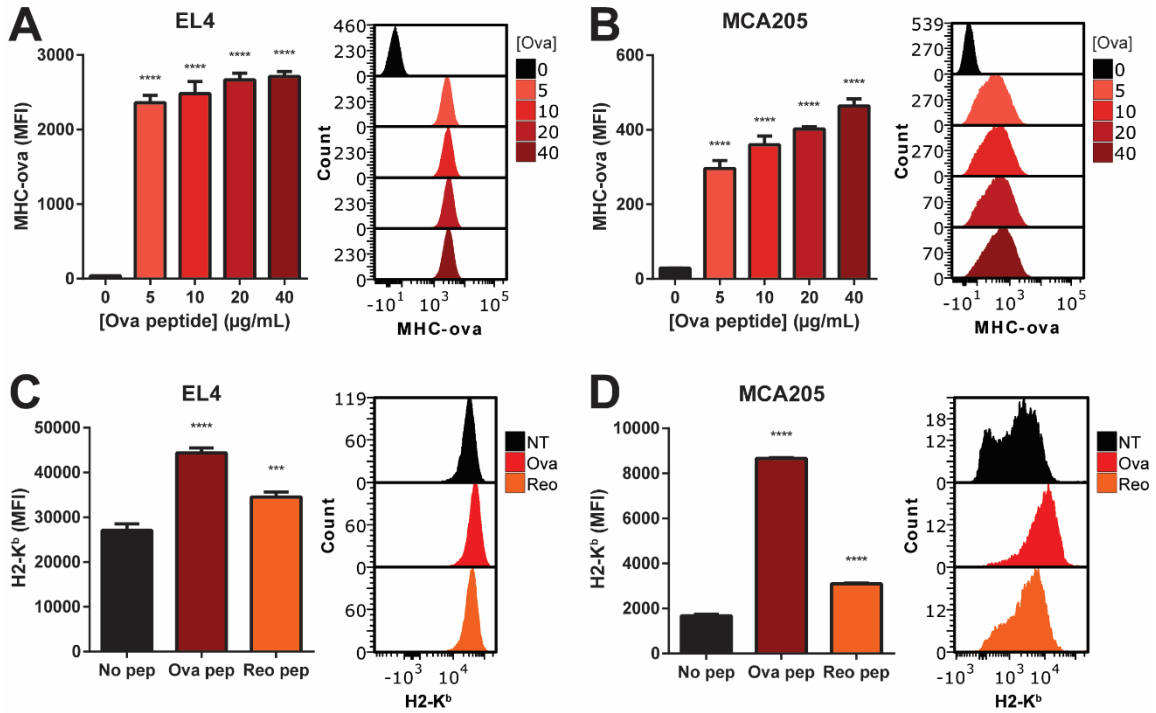 A
EL4
MHC-ova (MFI)
3000
2000
1000
0
**** **** **** ****
0 5 10 20 40
[Ova peptide] (µg/mL)
Count
460
230
0
230
0
230
0
230
0
230
0
-10¹ 10³ 10⁵
MHC-ova
[Ova]
0
5
10
20
40
B
MCA205
MHC-ova (MFI)
600
400
200
0
**** **** **** ****
0 5 10 20 40
[Ova peptide] (µg/mL)
Count
539
270
0
270
0
270
0
70
0
70
0
-10¹ 10³ 10⁵
MHC-ova
[Ova]
0
5
10
20
40
C
EL4
H2-Kᵇ (MFI)
50000
40000
30000
20000
10000
0
**** ***
No pep Ova pep Reo pep
Count
119
60
0
60
0
60
0
-10³ 10⁴
H2-Kᵇ
NT
Ova
Reo
D
MCA205
H2-Kᵇ (MFI)
10000
8000
6000
4000
2000
0
**** ****
No pep Ova pep Reo pep
Count
18
12
0
12
0
12
0
-10³ 10³ 10⁴ 10⁵
H2-Kᵇ
NT
Ova
Reo